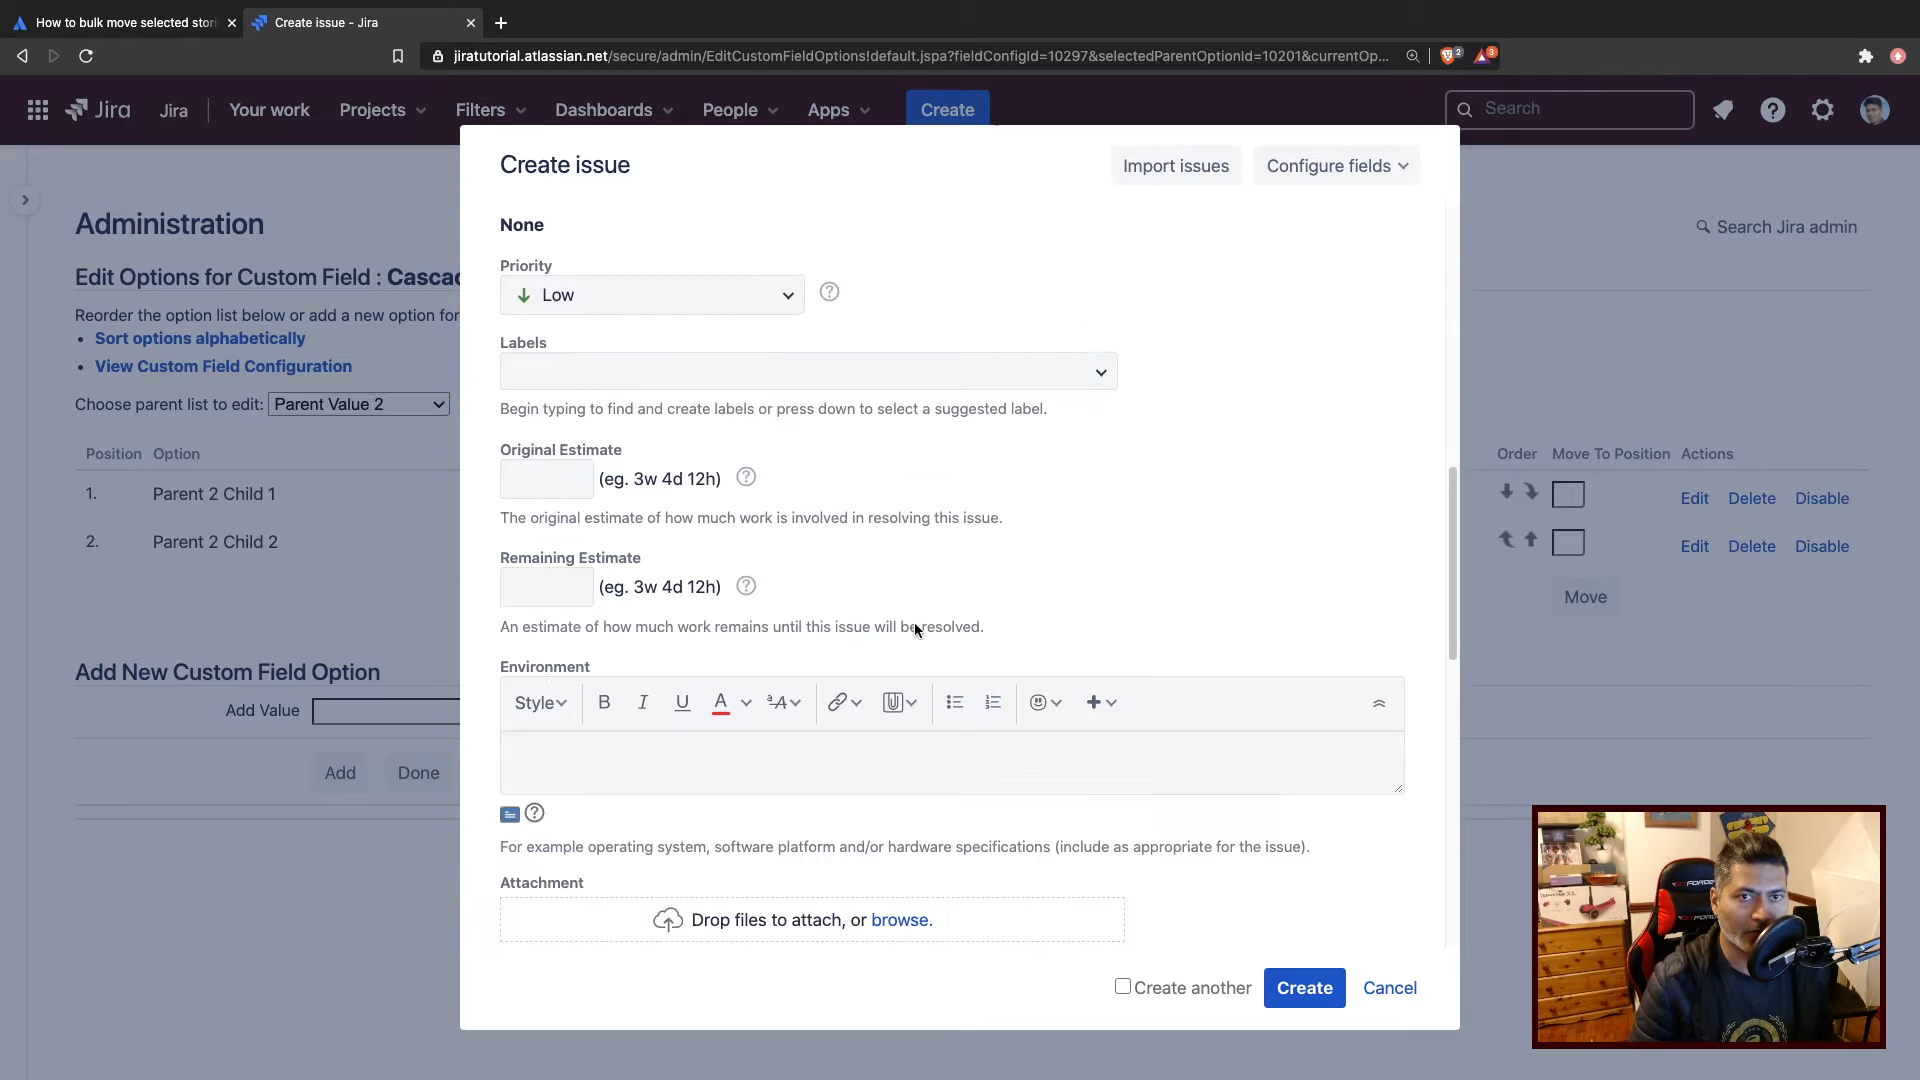 How to bulk move selected stori
Create issue - Jira
jiratutorial.atlassian.net/secure/admin/EditCustomFieldOptions!default.jspa?fieldConfigId=10297&selectedParentOptionId=10201&currentOp...
2
3
Jira
Jira
Your work
Projects
Filters
Dashboards
People
Apps
Create
Search
Create issue
Import issues
Configure fields
Administration
Search Jira admin
Edit Options for Custom Field : Cascad
Reorder the option list below or add a new option for
Sort options alphabetically
View Custom Field Configuration
Choose parent list to edit: Parent Value 2
Position Option
Order Move To Position Actions
1. Parent 2 Child 1
Edit Delete Disable
2. Parent 2 Child 2
Edit Delete Disable
Move
Add New Custom Field Option
Add Value
Add Done
None
Priority
Low
Labels
Begin typing to find and create labels or press down to select a suggested label.
Original Estimate
(eg. 3w 4d 12h)
The original estimate of how much work is involved in resolving this issue.
Remaining Estimate
(eg. 3w 4d 12h)
An estimate of how much work remains until this issue will be resolved.
Environment
Style B I U A A
For example operating system, software platform and/or hardware specifications (include as appropriate for the issue).
Attachment
Drop files to attach, or browse.
Create another
Create
Cancel